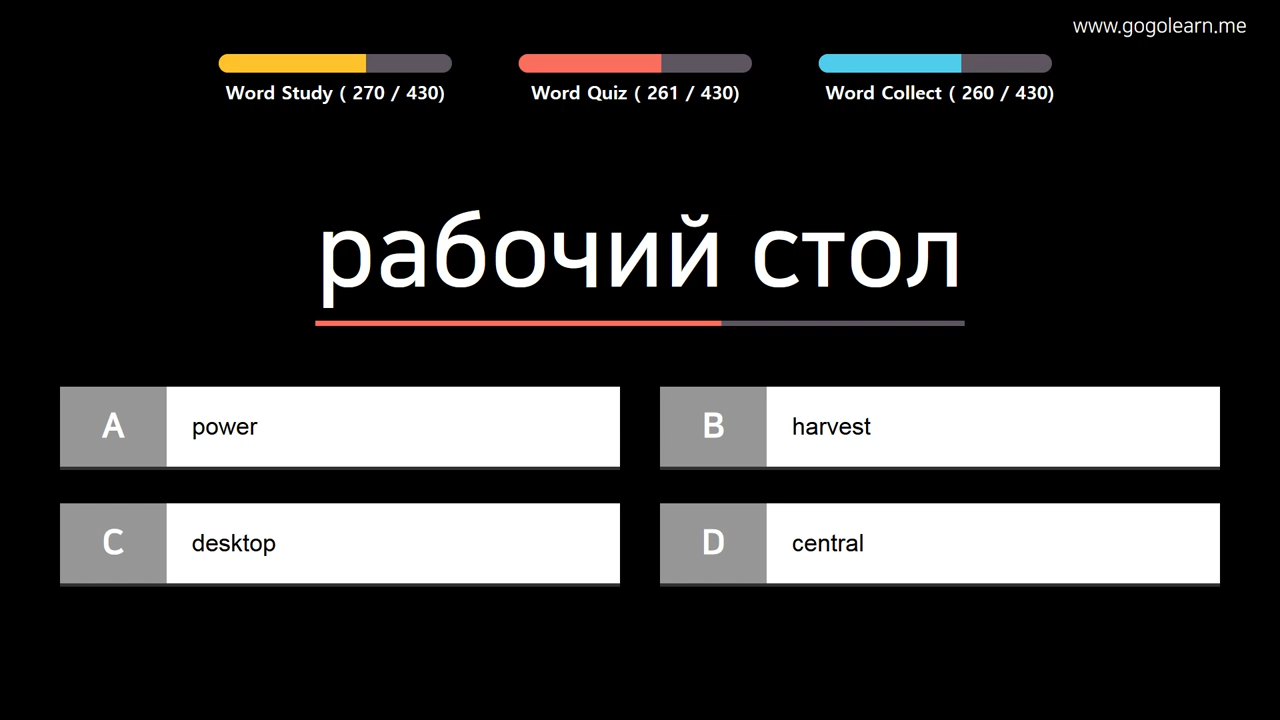 www.gogolearn.me
Word Study ( 270 / 430)
Word Quiz ( 261 / 430)
Word Collect ( 260 / 430)
рабочий стол
A power
B harvest
C desktop
D central